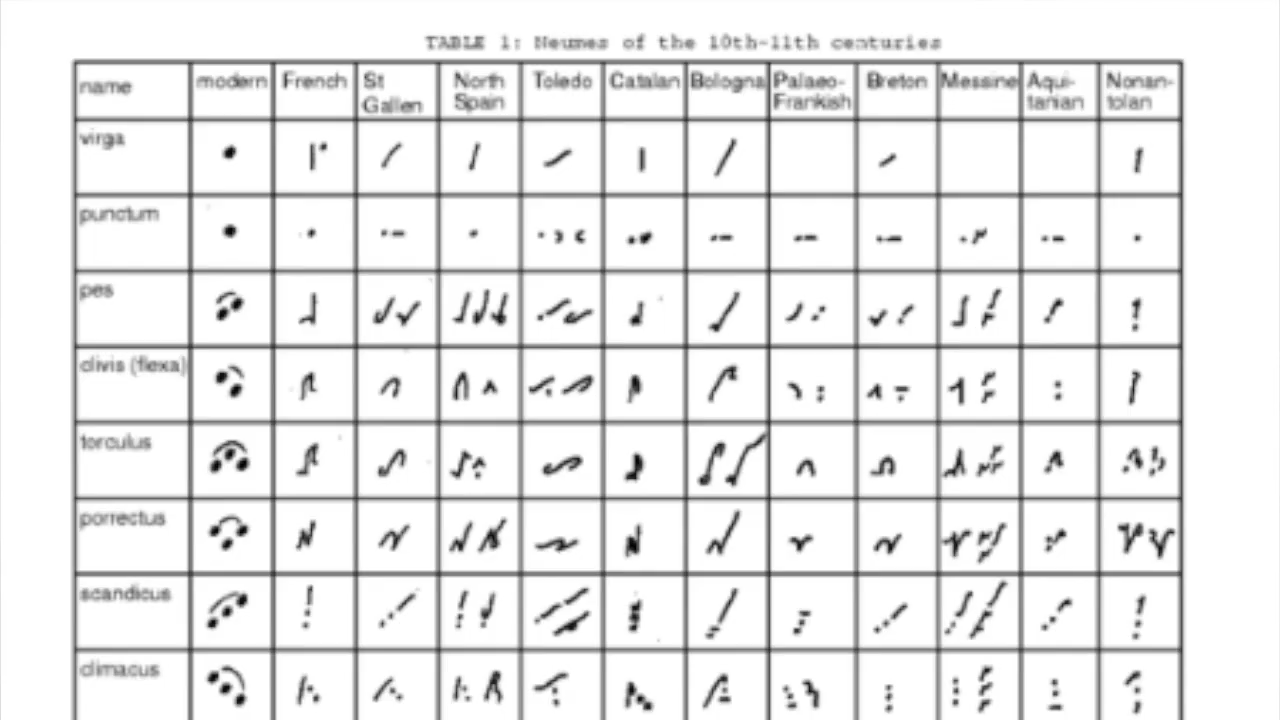 TABLE 1: Neumes of the 10th-11th centuries
name modern French St Gallen North Spain Toledo Catalan Bologna Palaeo-Frankish Breton Messine Aqui-tanian Nonan-tolan
virga
punctum
pes
clivis (flexa)
torculus
porrectus
scandicus
climacus